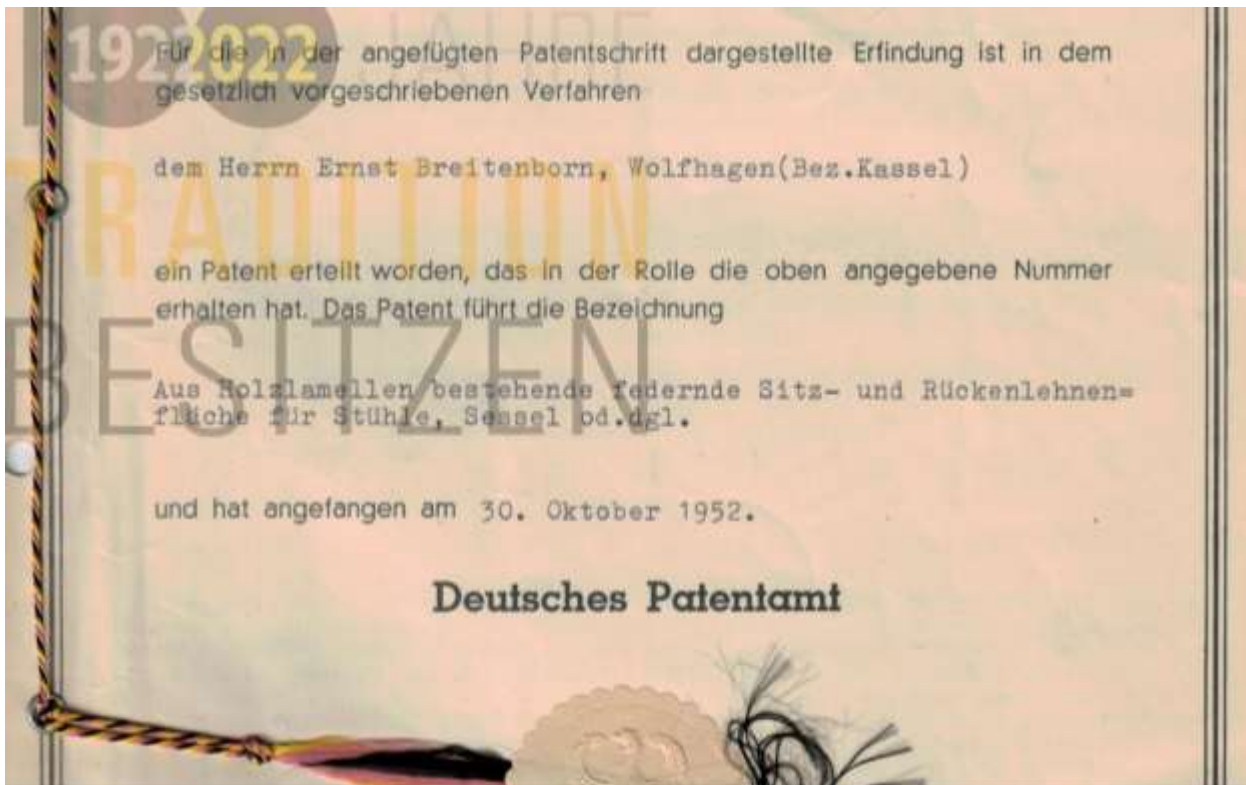 1922 2022
JAHRE
Für die in der angefügten Patentschrift dargestellte Erfindung ist in dem
gesetzlich vorgeschriebenen Verfahren
dem Herrn Ernst Breitenborn, Wolfhagen(Bez.Kassel)
TRADITION
ein Patent erteilt worden, das in der Rolle die oben angegebene Nummer
erhalten hat. Das Patent führt die Bezeichnung
BESITZEN
Aus Holzlamellen bestehende federnde Sitz- und Rückenlehnen=
fläche für Stühle, Sessel od.dgl.
und hat angefangen am 30. Oktober 1952.
Deutsches Patentamt